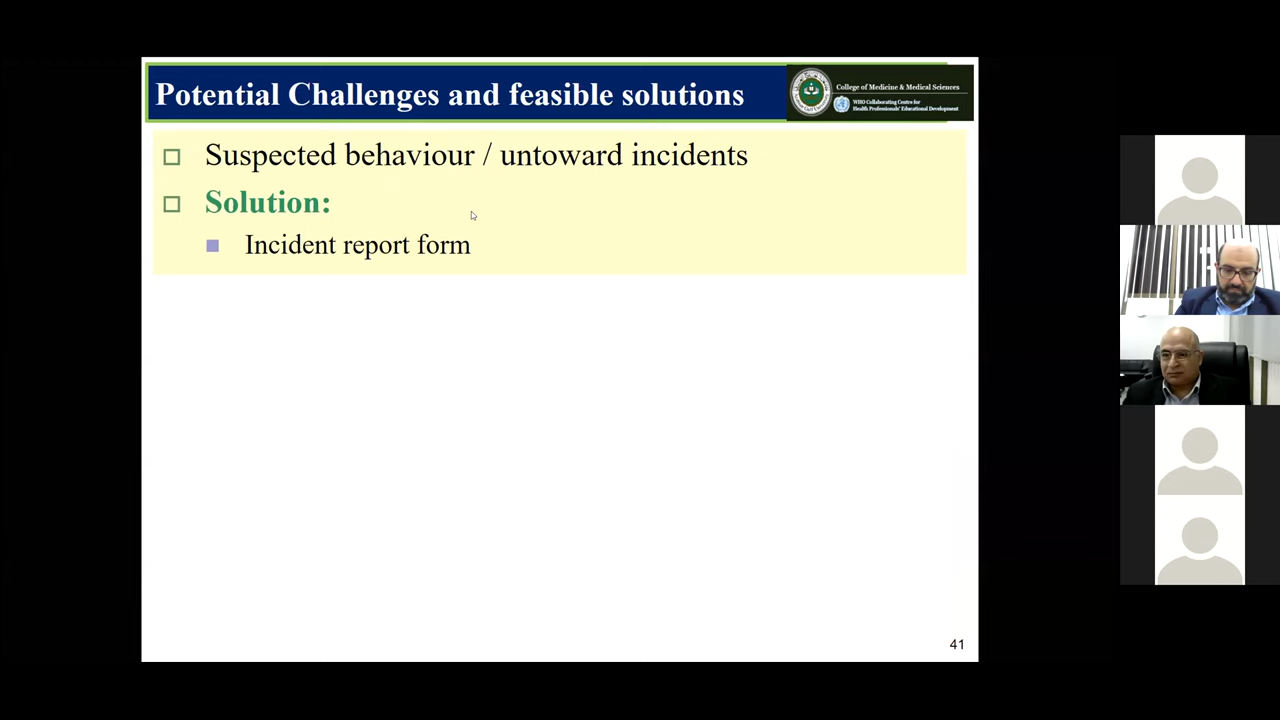 Potential Challenges and feasible solutions
College of Medicine & Medical Sciences
WHO Collaborating Centre for
Health Professionals' Educational Development
Suspected behaviour / untoward incidents
Solution:
Incident report form
41